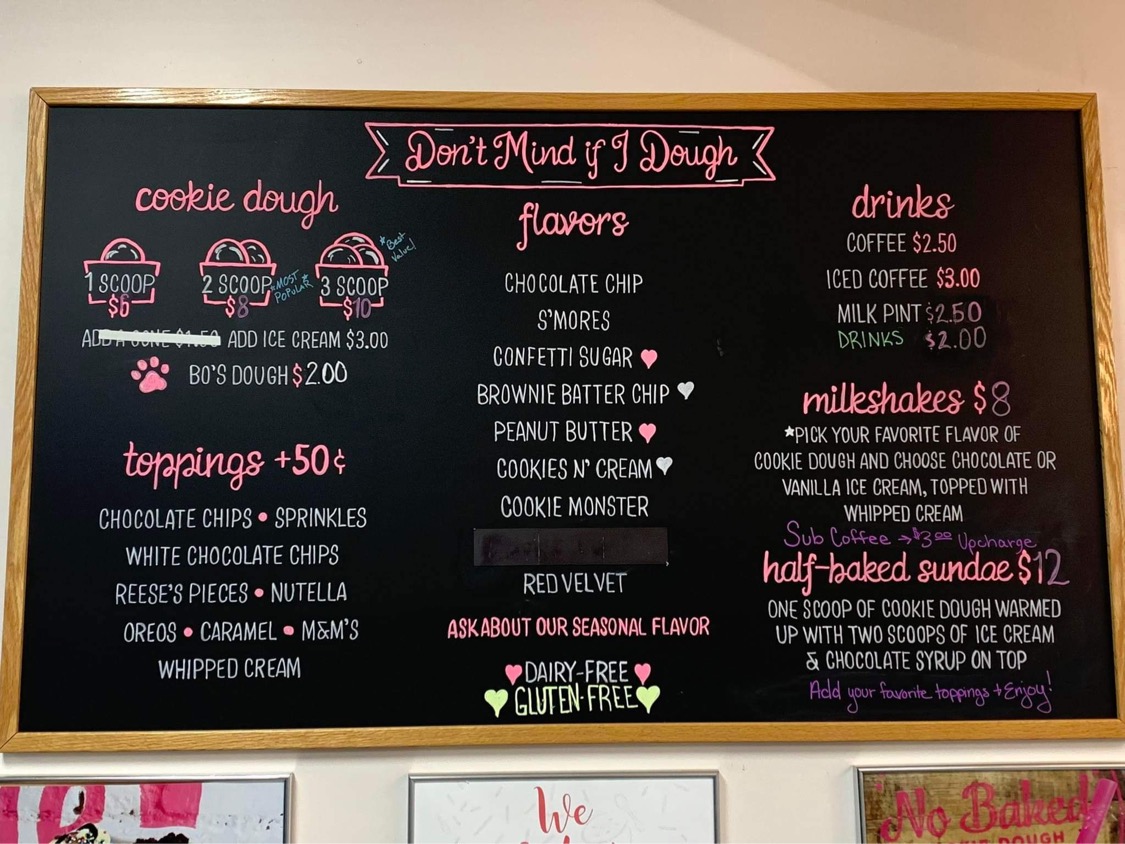 Don't Mind if I Dough
cookie dough
1 SCOOP
$6
2 SCOOP
$8
*MOST POPULAR*
3 SCOOP
$10
*Best Value!
ADD A CONE $1.50 ADD ICE CREAM $3.00
BO'S DOUGH $2.00
toppings +50¢
CHOCOLATE CHIPS • SPRINKLES
WHITE CHOCOLATE CHIPS
REESE'S PIECES • NUTELLA
OREOS • CARAMEL • M&M'S
WHIPPED CREAM
flavors
CHOCOLATE CHIP
S'MORES
CONFETTI SUGAR ♥
BROWNIE BATTER CHIP ♥
PEANUT BUTTER ♥
COOKIES N' CREAM ♥
COOKIE MONSTER
RED VELVET
ASK ABOUT OUR SEASONAL FLAVOR
♥ DAIRY-FREE ♥
♥ GLUTEN-FREE ♥
drinks
COFFEE $2.50
ICED COFFEE $3.00
MILK PINT $2.50
DRINKS $2.00
milkshakes $8
*PICK YOUR FAVORITE FLAVOR OF
COOKIE DOUGH AND CHOOSE CHOCOLATE OR
VANILLA ICE CREAM, TOPPED WITH
WHIPPED CREAM
Sub Coffee → $3.00 Upcharge
half-baked sundae $12
ONE SCOOP OF COOKIE DOUGH WARMED
UP WITH TWO SCOOPS OF ICE CREAM
& CHOCOLATE SYRUP ON TOP
Add your favorite toppings + Enjoy!
We
No Baked
COOKIE DOUGH